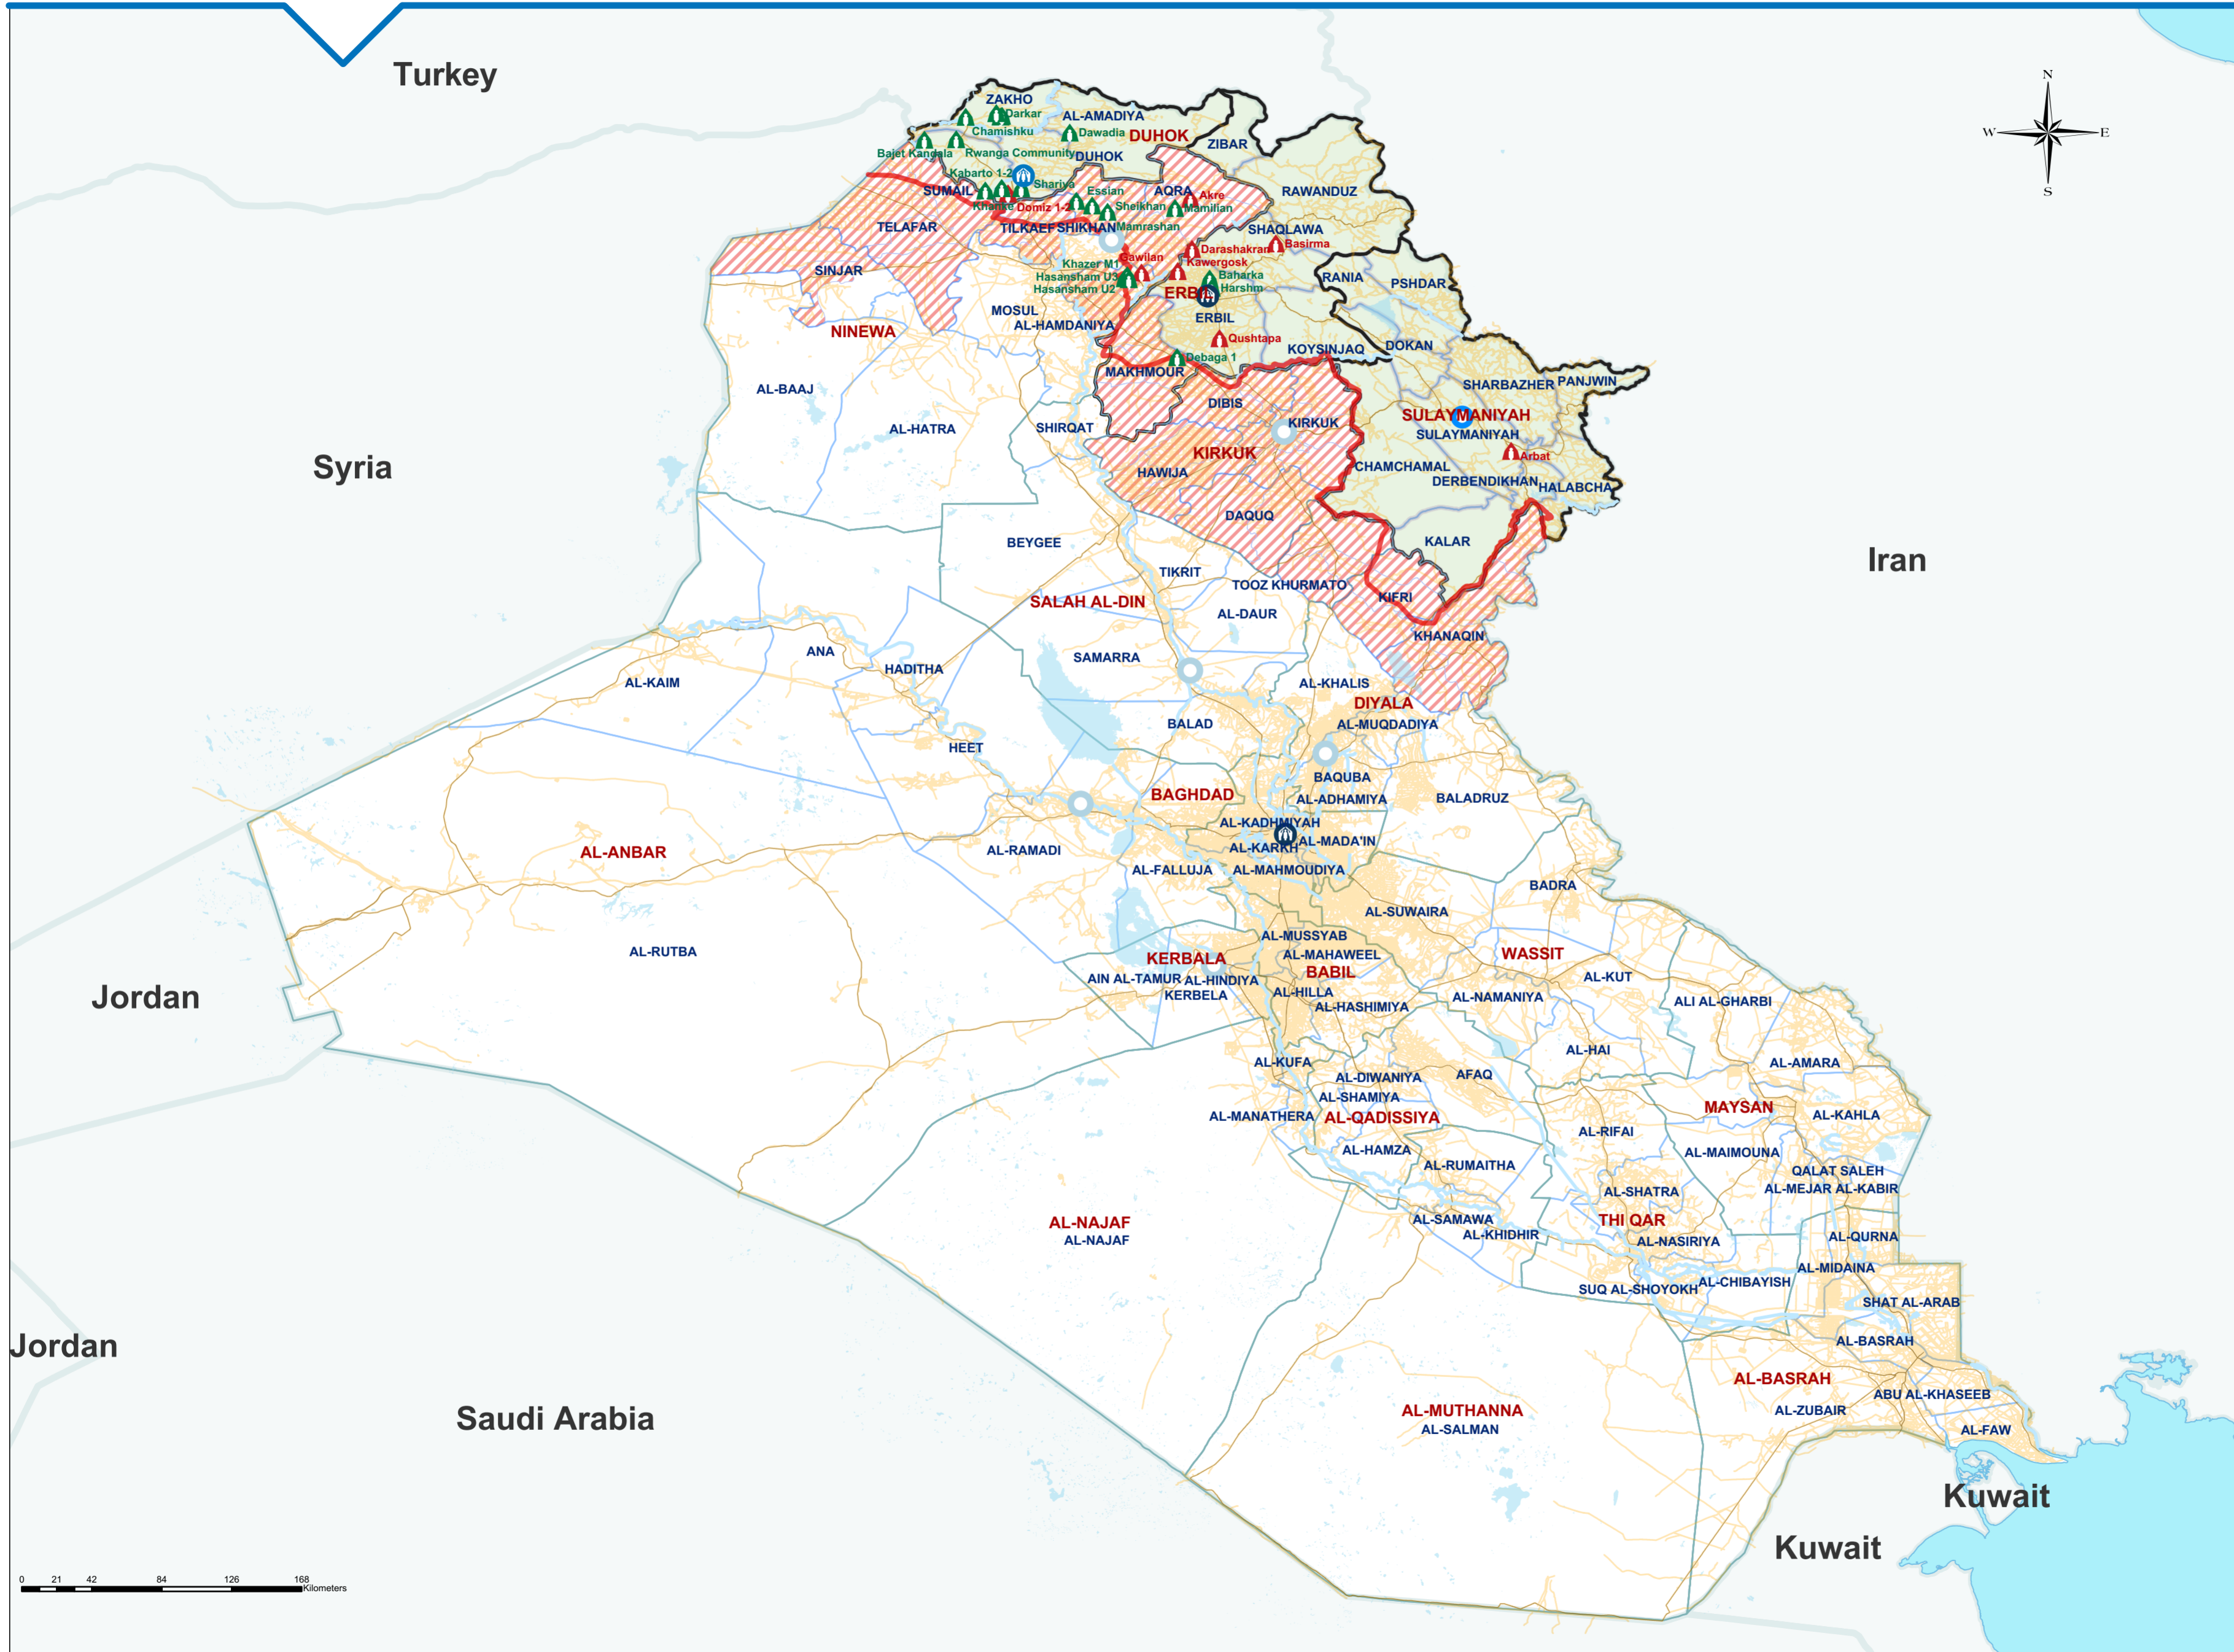 Turkey
N
W
E
S
ZAKHO
Darkar
AL-AMADIYA
Chamishku
Dawadia
DUHOK
ZIBAR
Bajet Kandala
Rwanga Community
DUHOK
Kabarto 1-2
Shariya
SUMAIL
Essian
AQRA
Akre
RAWANDUZ
Khanke
Domiz 1-2
Sheikhan
Mamilian
TELAFAR
TILKAEF
SHIKHAN
Mamrashan
SHAQLAWA
Basirma
Darashakran
Gawilan
Khazer M1
Kawergosk
SINJAR
Hasansham U3
Baharka
RANIA
PSHDAR
Hasansham U2
Harshm
ERBIL
MOSUL
ERBIL
AL-HAMDANIYA
NINEWA
Qushtapa
DOKAN
KOYSINJAQ
Debaga 1
MAKHMOUR
SHARBAZHER
PANJWIN
AL-BAAJ
DIBIS
SULAYMANIYAH
KIRKUK
AL-HATRA
SHIRQAT
SULAYMANIYAH
KIRKUK
Arbat
Syria
HAWIJA
CHAMCHAMAL
DERBENDIKHAN
HALABCHA
DAQUQ
BEYGEE
KALAR
Iran
TIKRIT
TOOZ KHURMATO
SALAH AL-DIN
KIFRI
AL-DAUR
KHANAQIN
ANA
SAMARRA
HADITHA
AL-KAIM
AL-KHALIS
DIYALA
BALAD
AL-MUQDADIYA
HEET
BAQUBA
BAGHDAD
AL-ADHAMIYA
BALADRUZ
AL-KADHMIYAH
AL-MADA'IN
AL-ANBAR
AL-RAMADI
AL-KARKH
AL-FALLUJA
AL-MAHMOUDIYA
BADRA
AL-SUWAIRA
AL-MUSSYAB
AL-RUTBA
AL-MAHAWEEL
WASSIT
KERBALA
BABIL
AIN AL-TAMUR
AL-HINDIYA
AL-KUT
KERBELA
AL-HILLA
AL-NAMANIYA
Jordan
ALI AL-GHARBI
AL-HASHIMIYA
AL-HAI
AL-KUFA
AL-AMARA
AL-DIWANIYA
AFAQ
AL-SHAMIYA
MAYSAN
AL-MANATHERA
AL-QADISSIYA
AL-KAHLA
AL-RIFAI
AL-HAMZA
AL-MAIMOUNA
AL-RUMAITHA
QALAT SALEH
AL-SHATRA
AL-MEJAR AL-KABIR
AL-NAJAF
AL-SAMAWA
THI QAR
AL-NAJAF
AL-KHIDHIR
AL-QURNA
AL-NASIRIYA
AL-MIDAINA
AL-CHIBAYISH
SUQ AL-SHOYOKH
SHAT AL-ARAB
Jordan
AL-BASRAH
AL-BASRAH
ABU AL-KHASEEB
Saudi Arabia
AL-MUTHANNA
AL-ZUBAIR
AL-SALMAN
AL-FAW
Kuwait
Kuwait
0 21 42 84 126 168
Kilometers